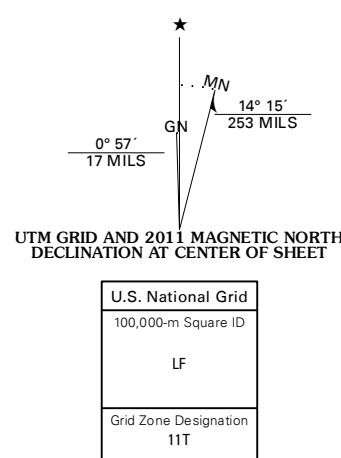 ★
MN
GN
14° 15´
253 MILS
0° 57´
17 MILS
UTM GRID AND 2011 MAGNETIC NORTH
DECLINATION AT CENTER OF SHEET
U.S. National Grid
100,000-m Square ID
LF
Grid Zone Designation
11T